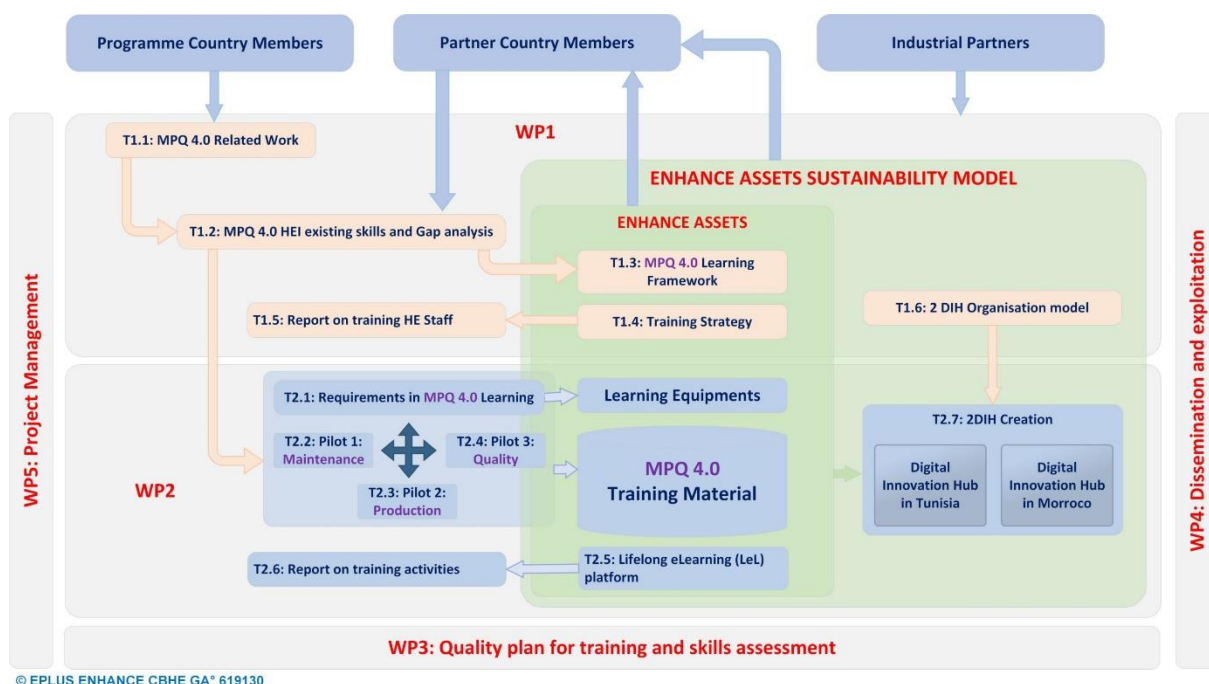 Programme Country Members
Partner Country Members
Industrial Partners
WP1
T1.1: MPQ 4.0 Related Work
ENHANCE ASSETS SUSTAINABILITY MODEL
ENHANCE ASSETS
T1.2: MPQ 4.0 HEI existing skills and Gap analysis
T1.3: MPQ 4.0 Learning
Framework
T1.5: Report on training HE Staff
T1.4: Training Strategy
T1.6: 2 DIH Organisation model
WP2
T2.1: Requirements in MPQ 4.0 Learning
Learning Equipments
T2.2: Pilot 1:
Maintenance
T2.4: Pilot 3:
Quality
T2.3: Pilot 2:
Production
MPQ 4.0
Training Material
T2.7: 2DIH Creation
Digital
Innovation Hub
in Tunisia
Digital
Innovation Hub
in Morroco
T2.6: Report on training activities
T2.5: Lifelong eLearning (LeL)
platform
WP5: Project Management
WP4: Dissemination and exploitation
WP3: Quality plan for training and skills assessment
© EPLUS ENHANCE CBHE GA° 619130